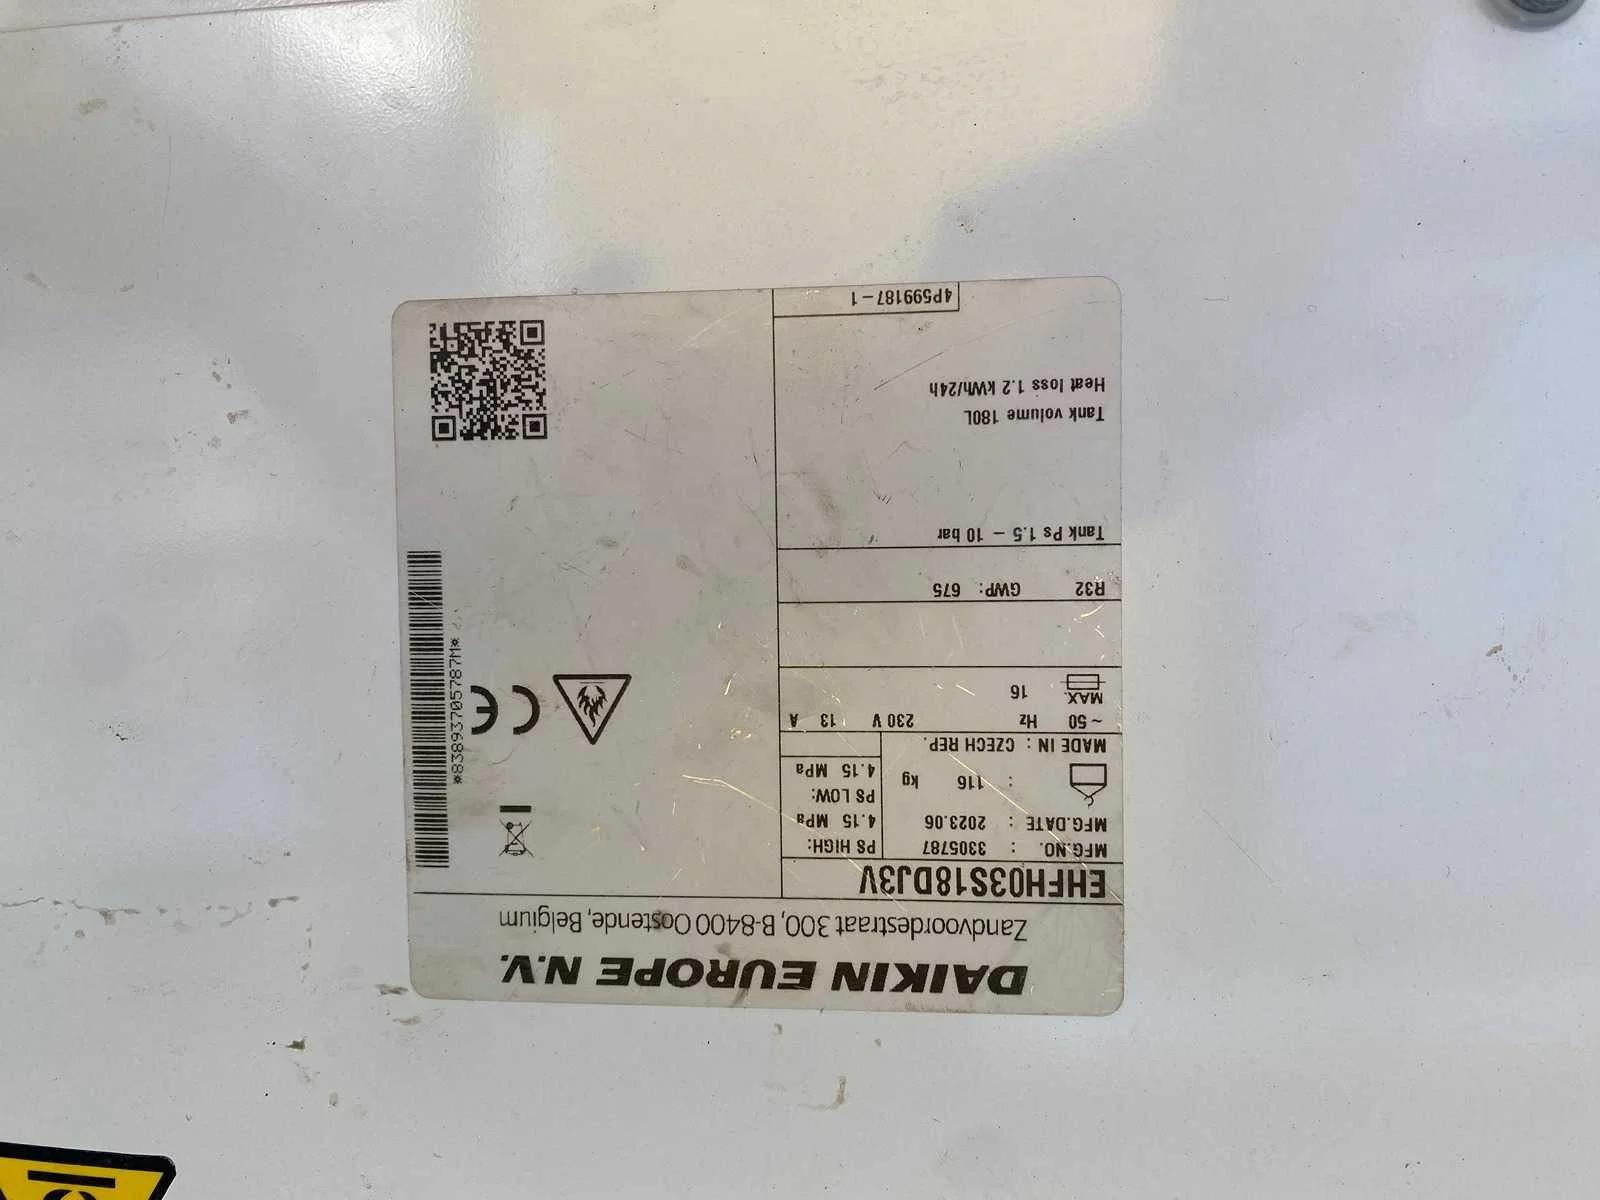 DAIKIN EUROPE N.V.
Zandvoordestraat 300, B-8400 Oostende, Belgium
EHFH03S18DJ3V
MFG.NO. : 3305787
PS HIGH:
MFG.DATE : 2023.06
4.15 MPa
: 116 kg
PS LOW:
4.15 MPa
MADE IN : CZECH REP.
~ 50 Hz 230 V 13 A
MAX. 16
R32 GWP: 675
Tank Ps 1.5 – 10 bar
Tank volume 180L
Heat loss 1.2 kWh/24h
4P599187-1
CE
*83893705787M*